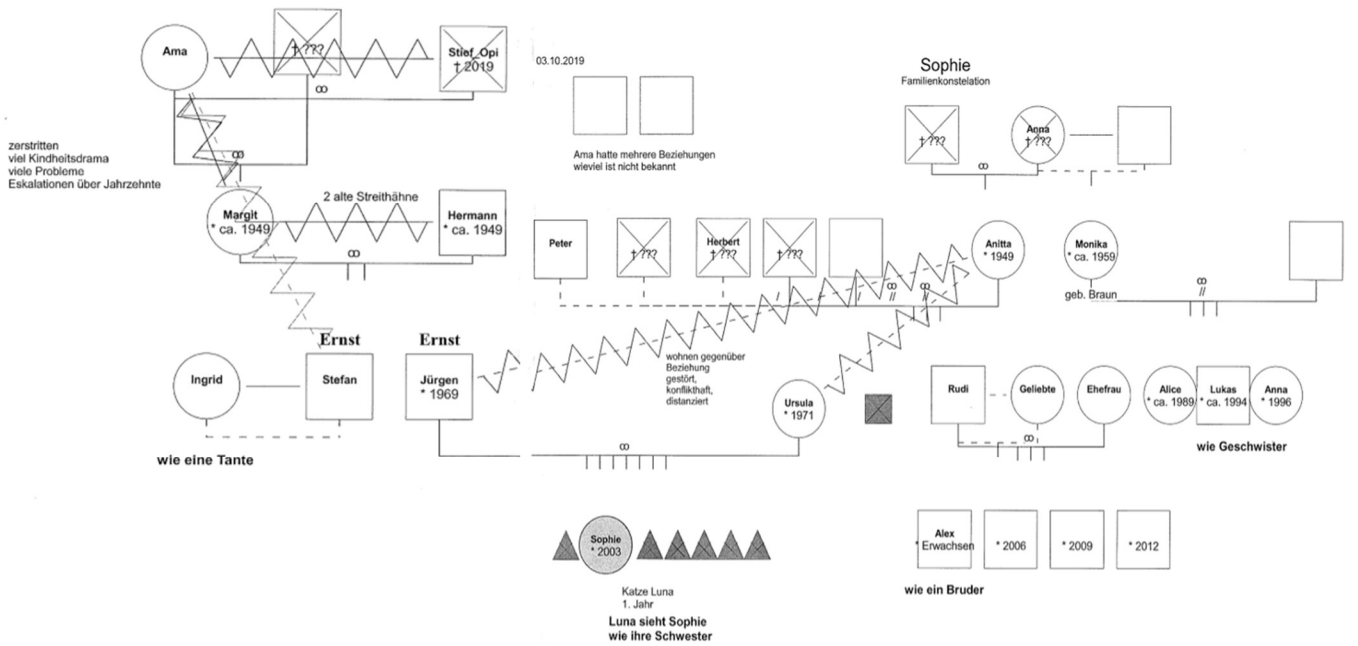 Ama
† ???
Stief Opi
† 2019
∞
zerstritten
viel Kindheitsdrama
viele Probleme
Eskalationen über Jahrzehnte
∞
2 alte Streithähne
Margit
* ca. 1949
Hermann
* ca. 1949
∞
Ernst
Ernst
Ingrid
Stefan
Jürgen
* 1969
wie eine Tante
03.10.2019
Ama hatte mehrere Beziehungen
wieviel ist nicht bekannt
Sophie
Familienkonstelation
† ???
Anna
† ???
∞
Peter
† ???
Herbert
† ???
† ???
Anitta
* 1949
Monika
* ca. 1959
geb. Braun
∞
//
∞
∞
//
wohnen gegenüber
Beziehung
gestört,
konflikthaft,
distanziert
Ursula
* 1971
∞
Rudi
Geliebte
Ehefrau
∞
Alice
* ca. 1989
Lukas
* ca. 1994
Anna
* 1996
wie Geschwister
Sophie
* 2003
Katze Luna
1. Jahr
Luna sieht Sophie
wie ihre Schwester
Alex
* Erwachsen
* 2006
* 2009
* 2012
wie ein Bruder